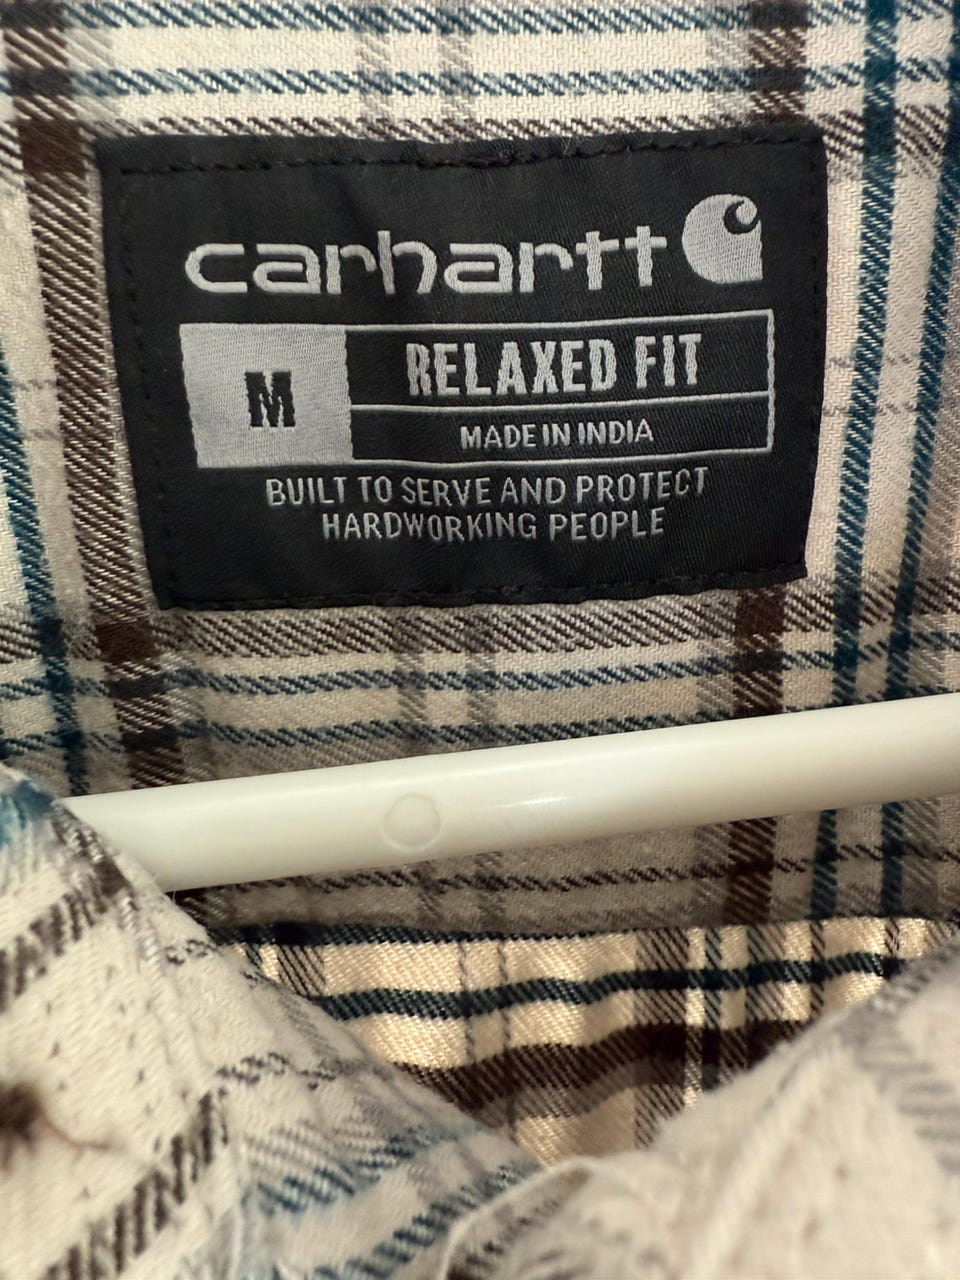 carhartt
M
RELAXED FIT
MADE IN INDIA
BUILT TO SERVE AND PROTECT
HARDWORKING PEOPLE